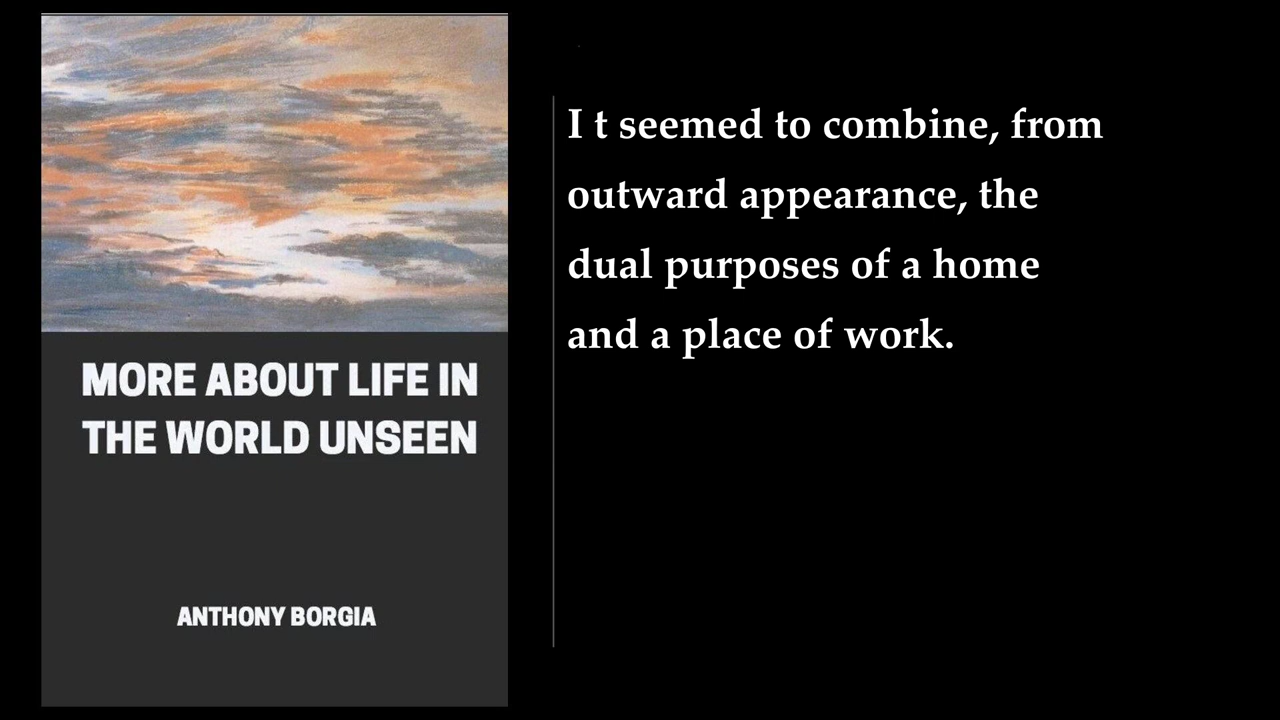 MORE ABOUT LIFE IN
THE WORLD UNSEEN
ANTHONY BORGIA
I t seemed to combine, from
outward appearance, the
dual purposes of a home
and a place of work.